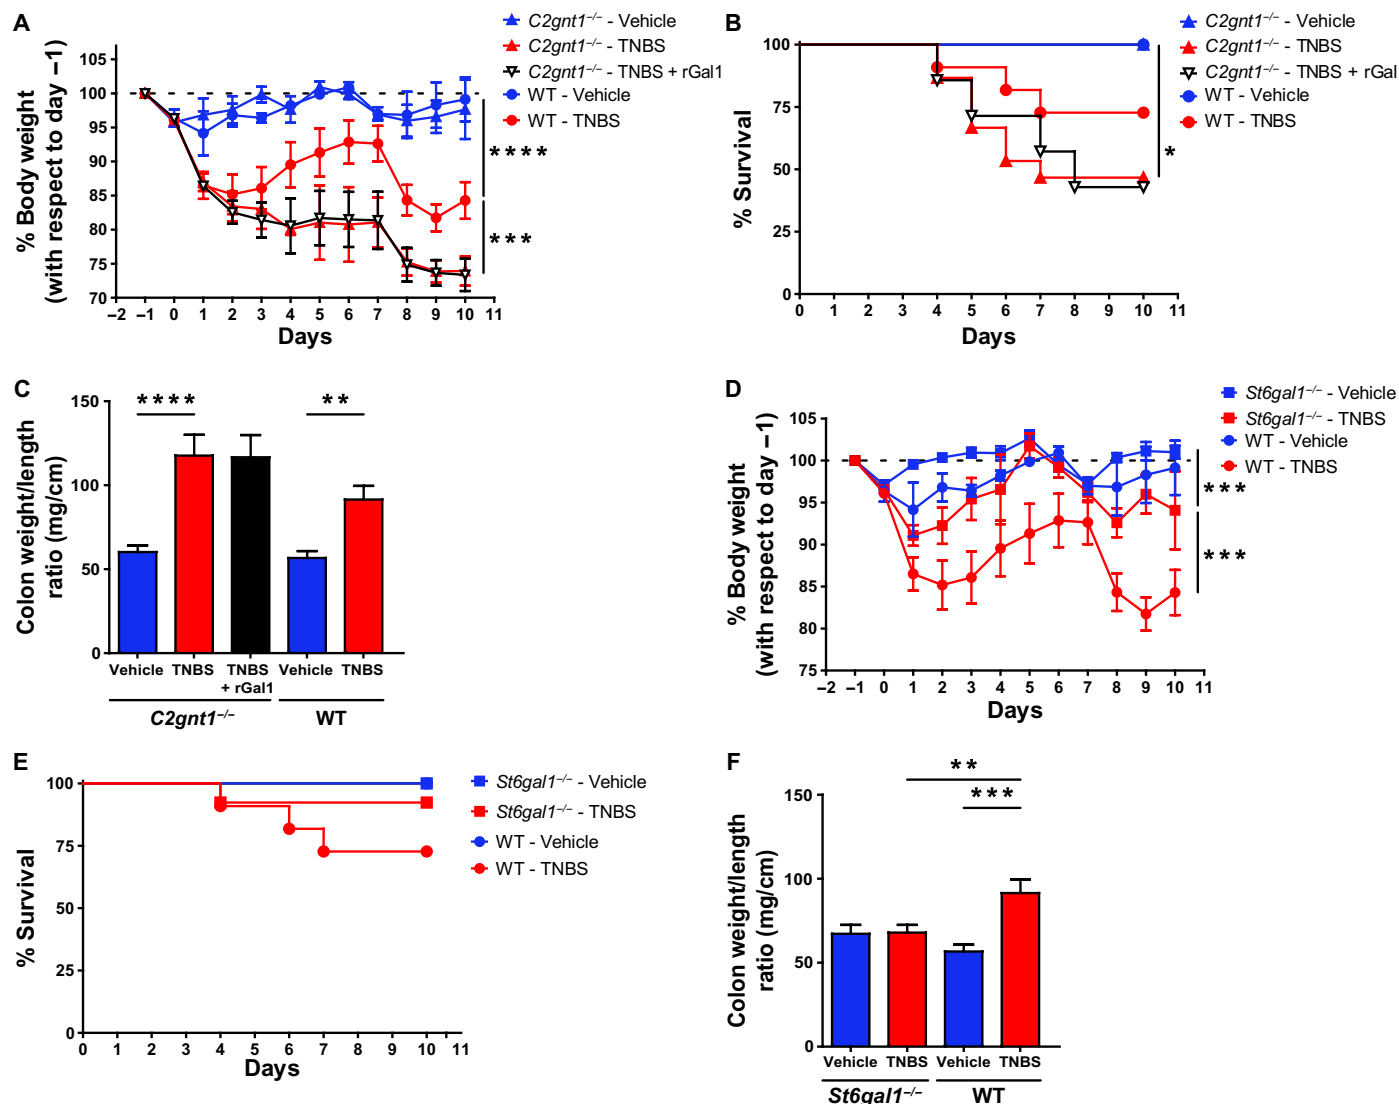 A
C2gnt1−/− - Vehicle
C2gnt1−/− - TNBS
C2gnt1−/− - TNBS + rGal1
WT - Vehicle
WT - TNBS
% Body weight
(with respect to day −1)
105
100
95
90
85
80
75
70
****
***
−2 −1 0 1 2 3 4 5 6 7 8 9 10 11
Days
B
C2gnt1−/− - Vehicle
C2gnt1−/− - TNBS
C2gnt1−/− - TNBS + rGal
WT - Vehicle
WT - TNBS
% Survival
100
75
50
25
0
*
0 1 2 3 4 5 6 7 8 9 10 11
Days
C
Colon weight/length
ratio (mg/cm)
150
100
50
0
**** **
Vehicle TNBS TNBS Vehicle TNBS
+ rGal1
C2gnt1−/− WT
D
St6gal1−/− - Vehicle
St6gal1−/− - TNBS
WT - Vehicle
WT - TNBS
% Body weight
(with respect to day −1)
105
100
95
90
85
80
75
***
***
−2 −1 0 1 2 3 4 5 6 7 8 9 10 11
Days
E
St6gal1−/− - Vehicle
St6gal1−/− - TNBS
WT - Vehicle
WT - TNBS
% Survival
100
75
50
25
0
0 1 2 3 4 5 6 7 8 9 10 11
Days
F
Colon weight/length
ratio (mg/cm)
150
100
50
0
**
***
Vehicle TNBS Vehicle TNBS
St6gal1−/− WT